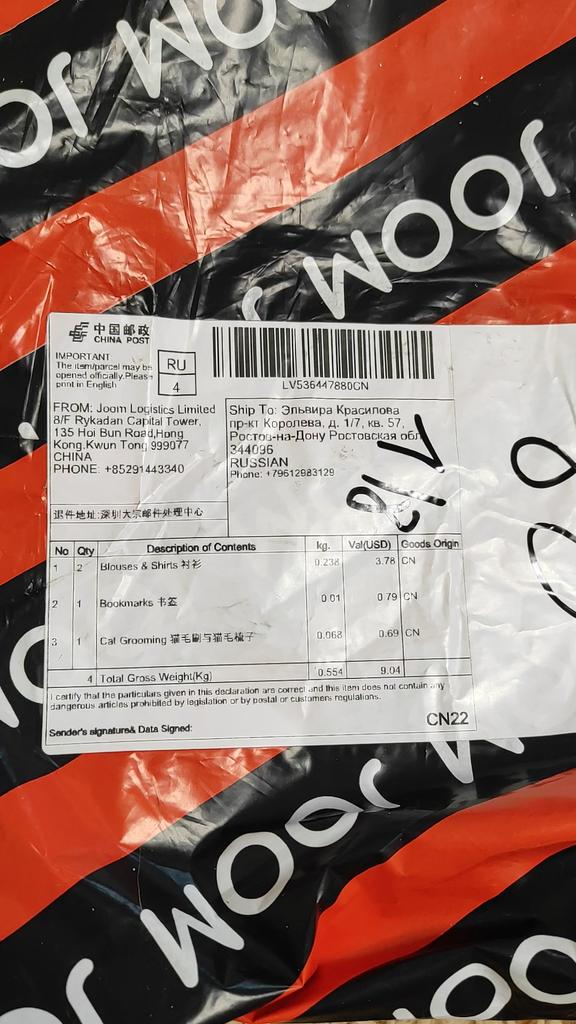 JOOM
JOOM
中国邮政
CHINA POST
IMPORTANT
The item/parcel may be
opened officially.Please
print in English
RU
4
LV536447880CN
FROM: Joom Logistics Limited
8/F Rykadan Capital Tower,
135 Hoi Bun Road,Hong
Kong,Kwun Tong 999077
CHINA
PHONE: +85291443340
Ship To: Эльвира Красилова
пр-кт Королева, д. 1/7, кв. 57,
Ростов-на-Дону Ростовская обл
344096
RUSSIAN
Phone: +79612983129
退件地址:深圳大宗邮件处理中心
No Qty Description of Contents kg. Val(USD) Goods Origin
1 2 Blouses & Shirts 衬衫 0.238 3.78 CN
2 1 Bookmarks 书签 0.01 0.79 CN
3 1 Cat Grooming 猫毛刷与猫毛梳子 0.068 0.69 CN
4 Total Gross Weight(Kg) 0.554 9.04
I certify that the particulars given in this declaration are correct and this item does not contain any
dangerous articles prohibited by legislation or by postal or customs regulations.
Sender's signature& Data Signed:
CN22
JOOM
JOOM